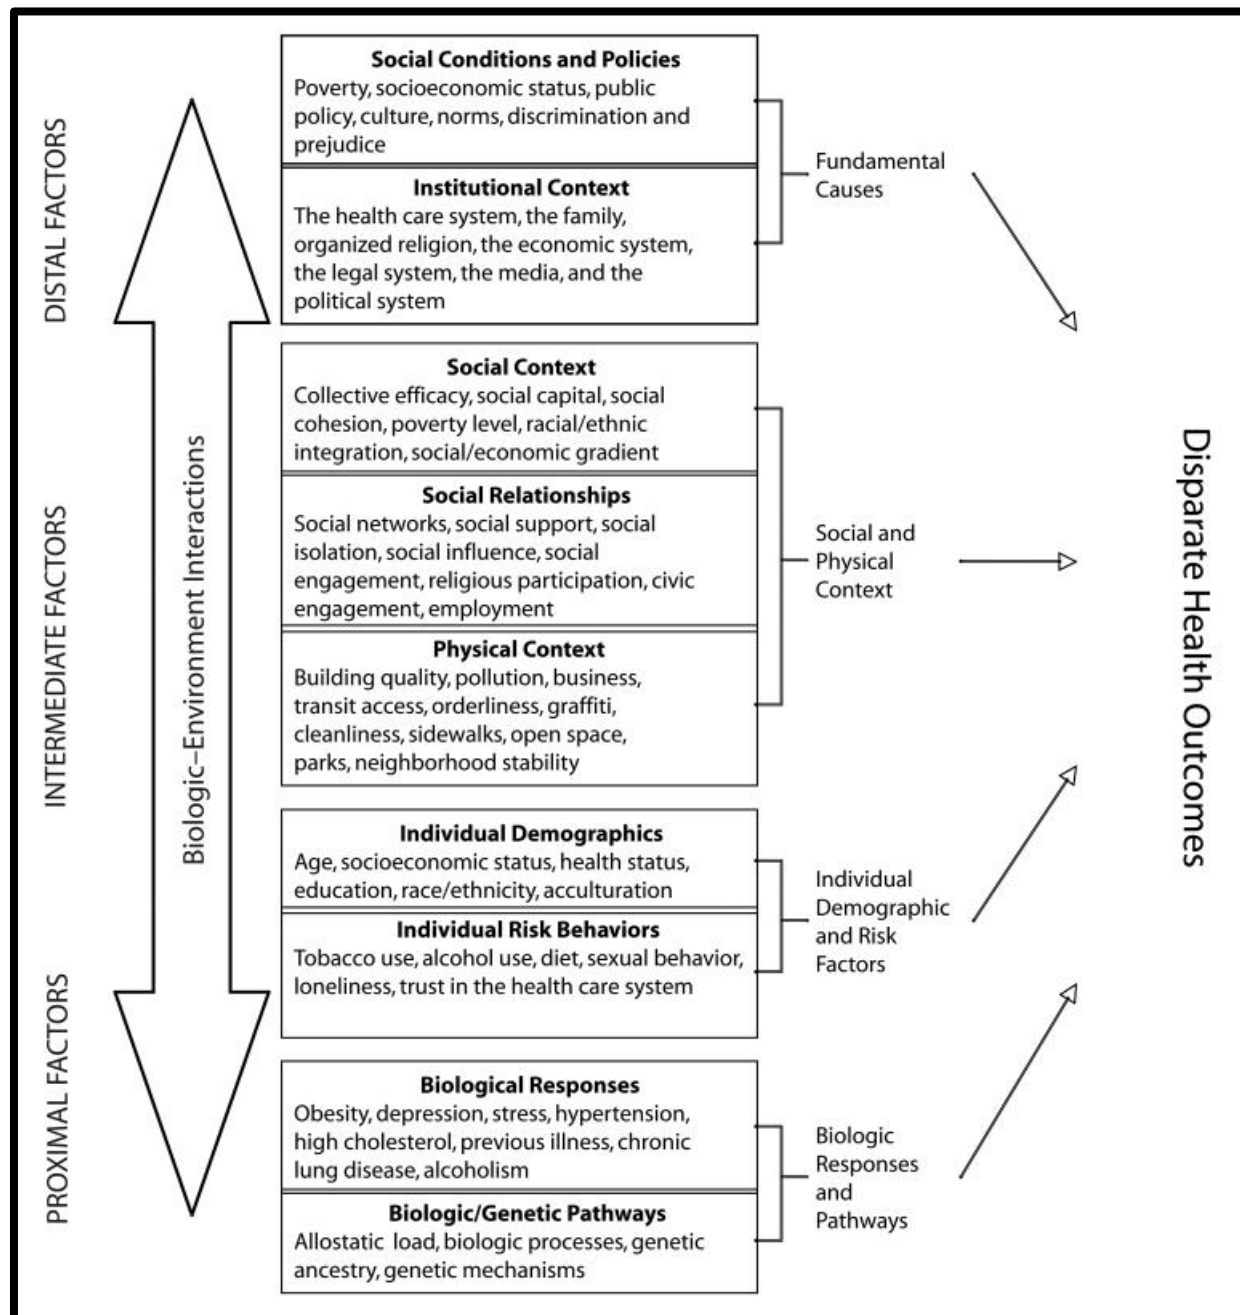 DISTAL FACTORS
INTERMEDIATE FACTORS
PROXIMAL FACTORS
Biologic–Environment Interactions
Social Conditions and Policies
Poverty, socioeconomic status, public
policy, culture, norms, discrimination and
prejudice
Institutional Context
The health care system, the family,
organized religion, the economic system,
the legal system, the media, and the
political system
Fundamental
Causes
Social Context
Collective efficacy, social capital, social
cohesion, poverty level, racial/ethnic
integration, social/economic gradient
Social Relationships
Social networks, social support, social
isolation, social influence, social
engagement, religious participation, civic
engagement, employment
Physical Context
Building quality, pollution, business,
transit access, orderliness, graffiti,
cleanliness, sidewalks, open space,
parks, neighborhood stability
Social and
Physical
Context
Individual Demographics
Age, socioeconomic status, health status,
education, race/ethnicity, acculturation
Individual Risk Behaviors
Tobacco use, alcohol use, diet, sexual behavior,
loneliness, trust in the health care system
Individual
Demographic
and Risk
Factors
Biological Responses
Obesity, depression, stress, hypertension,
high cholesterol, previous illness, chronic
lung disease, alcoholism
Biologic/Genetic Pathways
Allostatic load, biologic processes, genetic
ancestry, genetic mechanisms
Biologic
Responses
and
Pathways
Disparate Health Outcomes